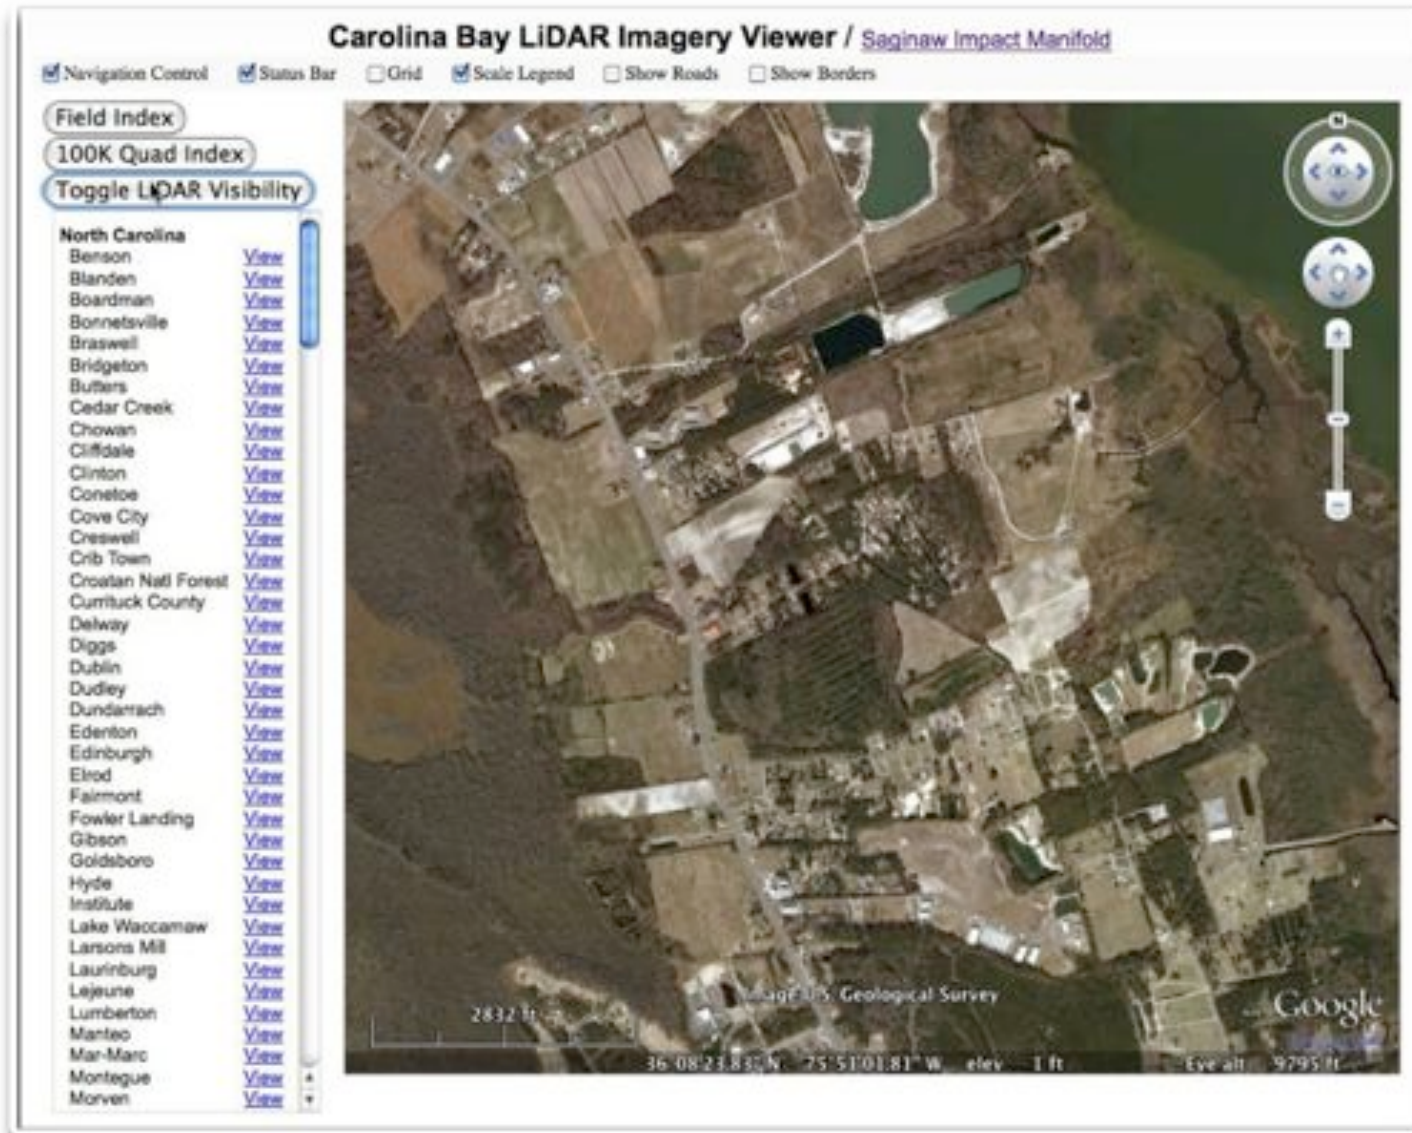 Carolina Bay LiDAR Imagery Viewer / Saginaw Impact Manifold
Navigation Control Status Bar Grid Scale Legend Show Roads Show Borders
Field Index
100K Quad Index
Toggle LiDAR Visibility
North Carolina
Benson View
Blanden View
Boardman View
Bonnetsville View
Braswell View
Bridgeton View
Butters View
Cedar Creek View
Chowan View
Cliffdale View
Clinton View
Conetoe View
Cove City View
Creswell View
Crib Town View
Croatan Natl Forest View
Currituck County View
Delway View
Diggs View
Dublin View
Dudley View
Dundarrach View
Edenton View
Edinburgh View
Elrod View
Fairmont View
Fowler Landing View
Gibson View
Goldsboro View
Hyde View
Institute View
Lake Waccamaw View
Larsons Mill View
Laurinburg View
Lejeune View
Lumberton View
Manteo View
Mar-Marc View
Montegue View
Morven View
N
Image U.S. Geological Survey
2832 ft
Google
36 08'23.83" N 75 51'01.81" W elev 1 ft Eye alt 9795 ft